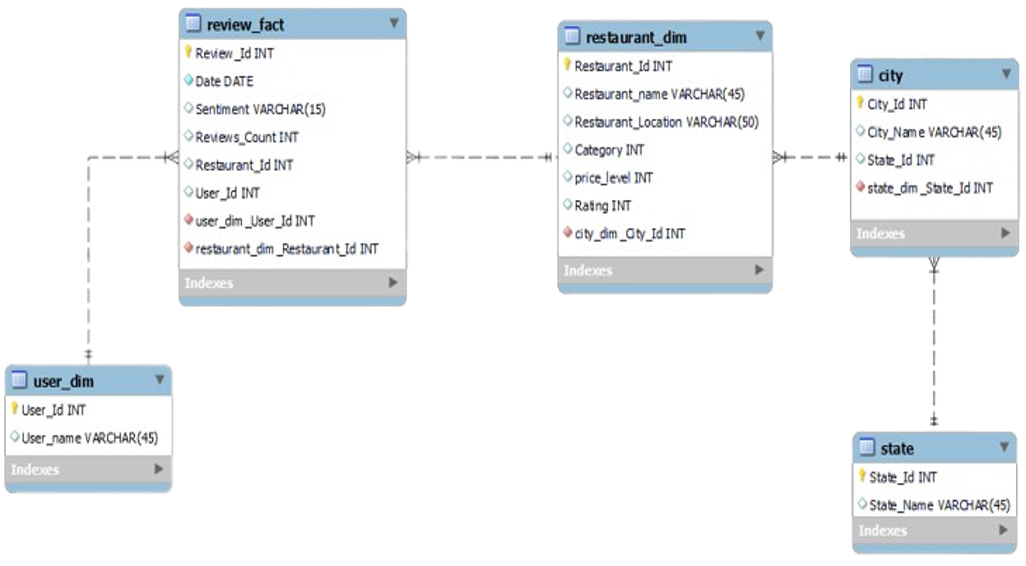 review_fact
Review_Id INT
Date DATE
Sentiment VARCHAR(15)
Reviews_Count INT
Restaurant_Id INT
User_Id INT
user_dim_User_Id INT
restaurant_dim_Restaurant_Id INT
Indexes
restaurant_dim
Restaurant_Id INT
Restaurant_name VARCHAR(45)
Restaurant_Location VARCHAR(50)
Category INT
price_level INT
Rating INT
city_dim_City_Id INT
Indexes
city
City_Id INT
City_Name VARCHAR(45)
State_Id INT
state_dim_State_Id INT
Indexes
user_dim
User_Id INT
User_name VARCHAR(45)
Indexes
state
State_Id INT
State_Name VARCHAR(45)
Indexes